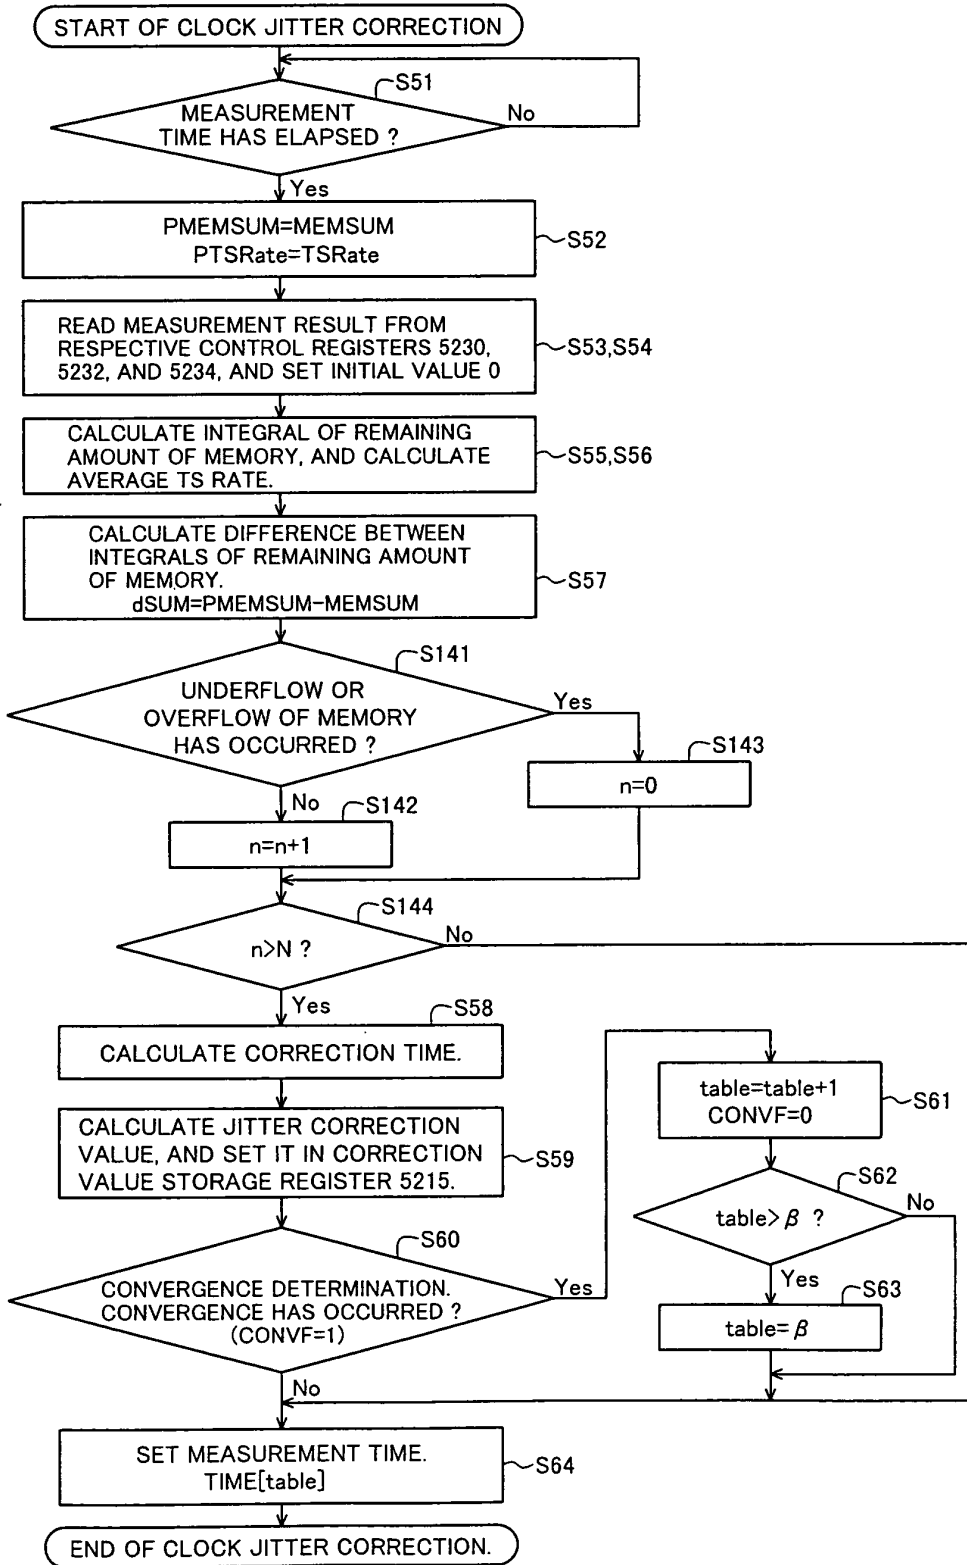 START OF CLOCK JITTER CORRECTION
S51
MEASUREMENT
TIME HAS ELAPSED ?
No
Yes
PMEMSUM=MEMSUM
PTSRate=TSRate
S52
READ MEASUREMENT RESULT FROM
RESPECTIVE CONTROL REGISTERS 5230,
5232, AND 5234, AND SET INITIAL VALUE 0
S53,S54
CALCULATE INTEGRAL OF REMAINING
AMOUNT OF MEMORY, AND CALCULATE
AVERAGE TS RATE.
S55,S56
CALCULATE DIFFERENCE BETWEEN
INTEGRALS OF REMAINING AMOUNT
OF MEMORY.
dSUM=PMEMSUM-MEMSUM
S57
S141
UNDERFLOW OR
OVERFLOW OF MEMORY
HAS OCCURRED ?
Yes
S143
n=0
No
S142
n=n+1
S144
n>N ?
No
Yes
S58
CALCULATE CORRECTION TIME.
CALCULATE JITTER CORRECTION
VALUE, AND SET IT IN CORRECTION
VALUE STORAGE REGISTER 5215.
S59
S60
CONVERGENCE DETERMINATION.
CONVERGENCE HAS OCCURRED ?
(CONVF=1)
Yes
No
table=table+1
CONVF=0
S61
S62
table>β ?
No
Yes
S63
table=β
SET MEASUREMENT TIME.
TIME[table]
S64
END OF CLOCK JITTER CORRECTION.